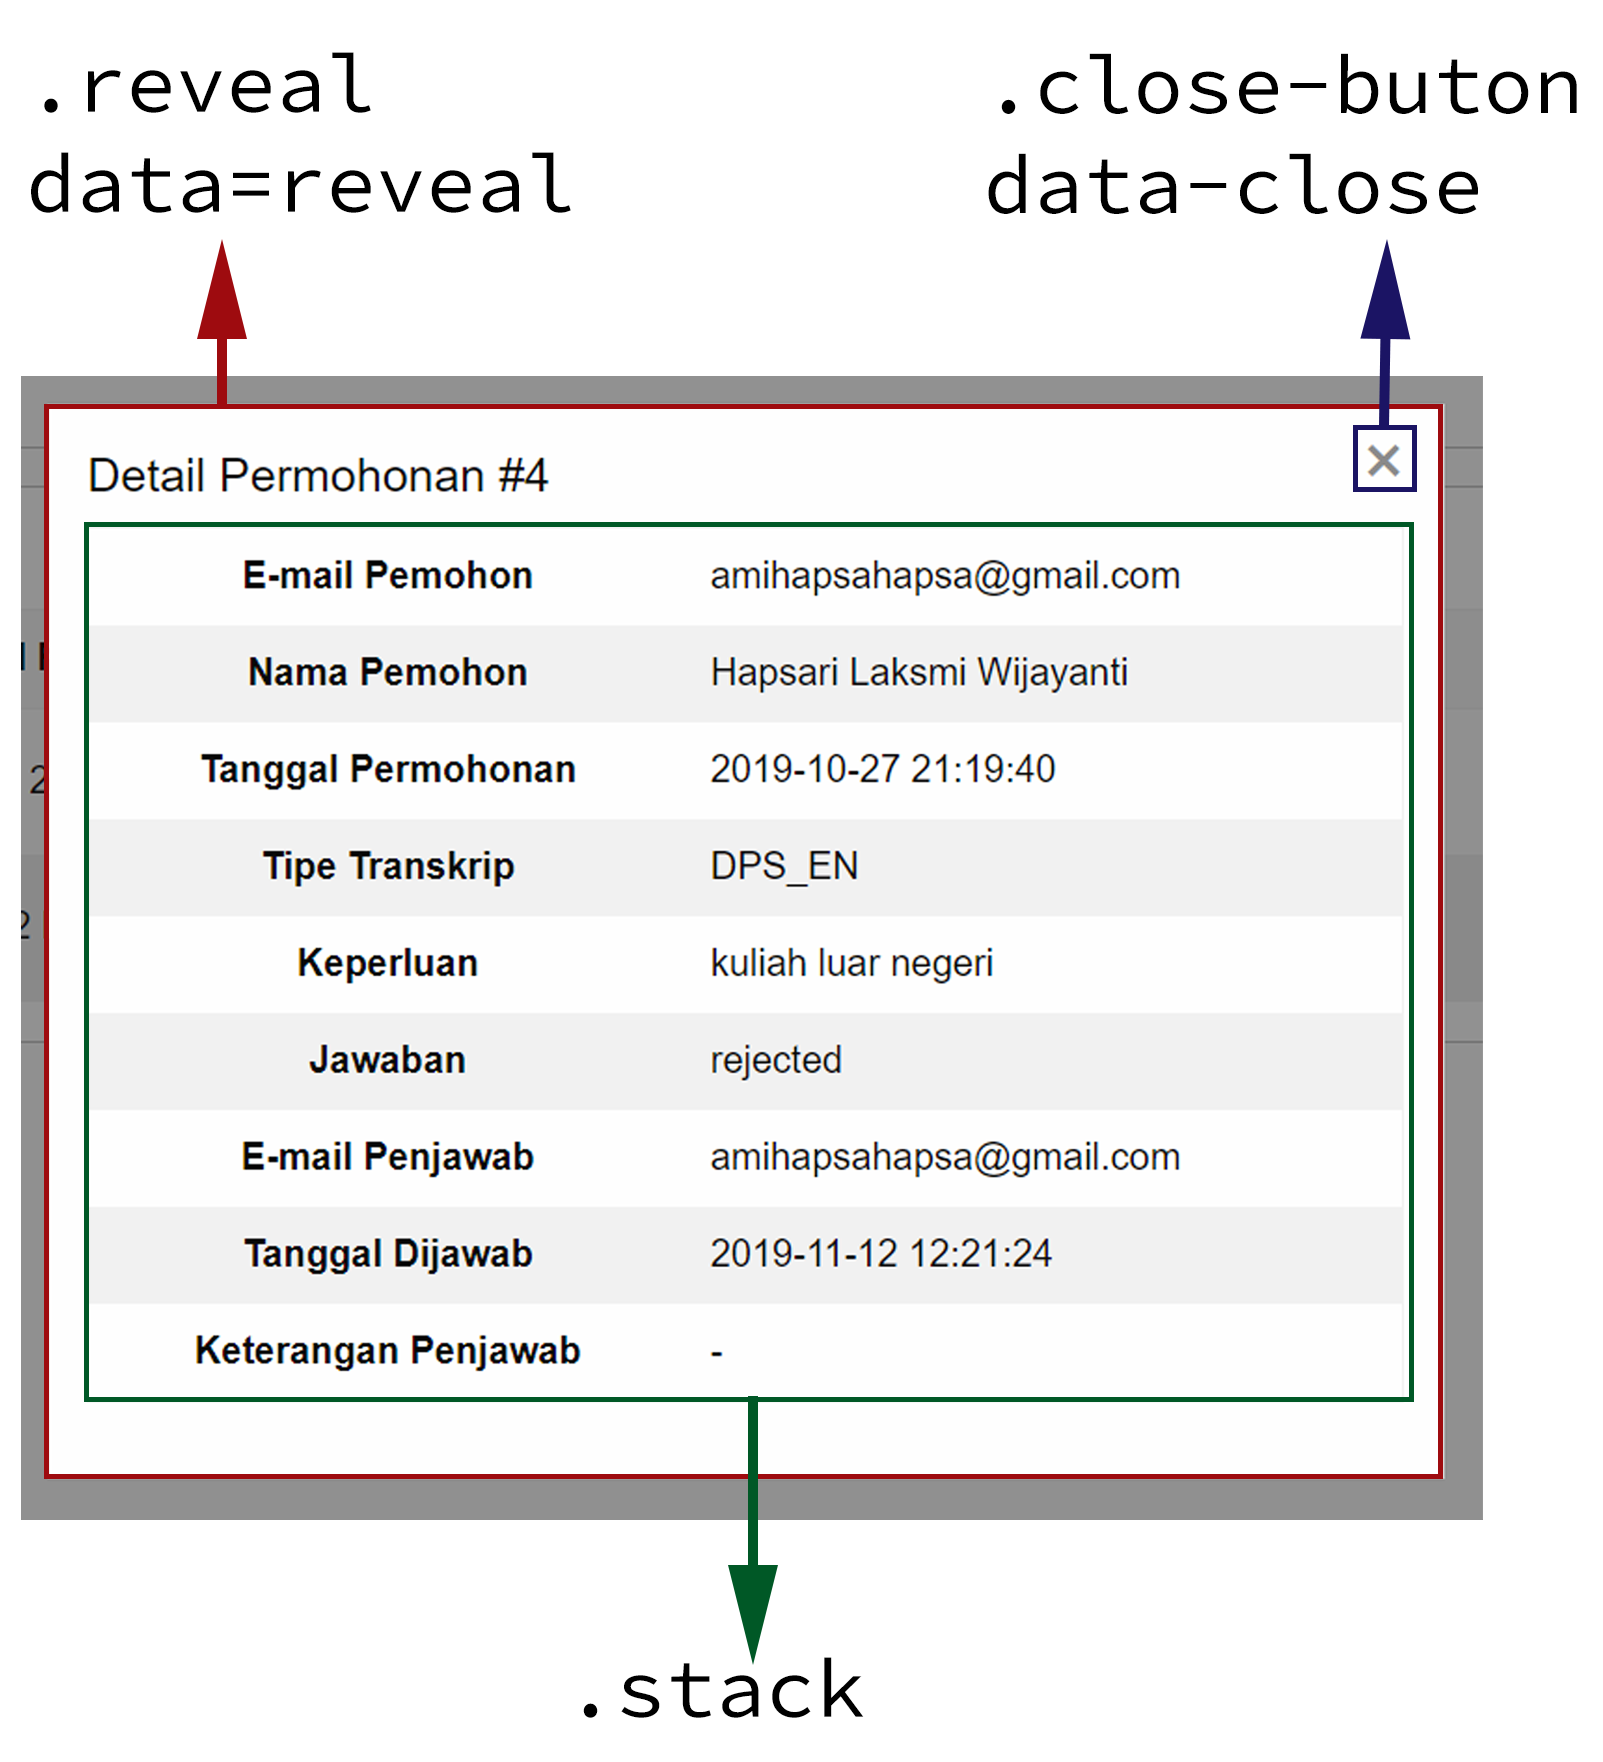 .reveal
data=reveal
.close-buton
data-close
Detail Permohonan #4
×
E-mail Pemohon amihapsahapsa@gmail.com
Nama Pemohon Hapsari Laksmi Wijayanti
Tanggal Permohonan 2019-10-27 21:19:40
Tipe Transkrip DPS_EN
Keperluan kuliah luar negeri
Jawaban rejected
E-mail Penjawab amihapsahapsa@gmail.com
Tanggal Dijawab 2019-11-12 12:21:24
Keterangan Penjawab -
2
2
.stack